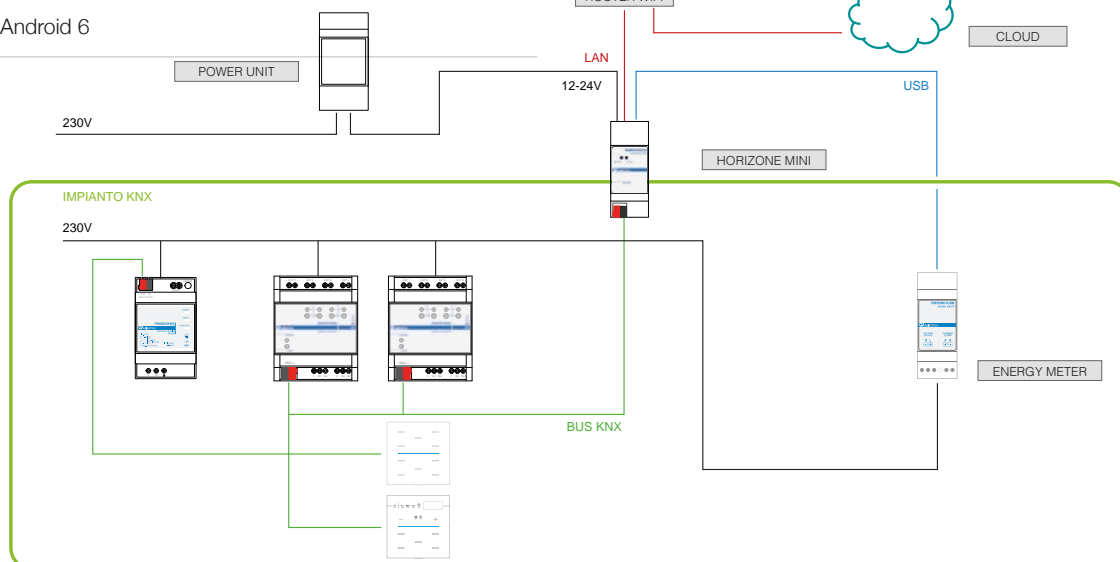 Android 6
CLOUD
POWER UNIT
LAN
12-24V
USB
230V
HORIZONE MINI
IMPIANTO KNX
230V
ENERGY METER
BUS KNX